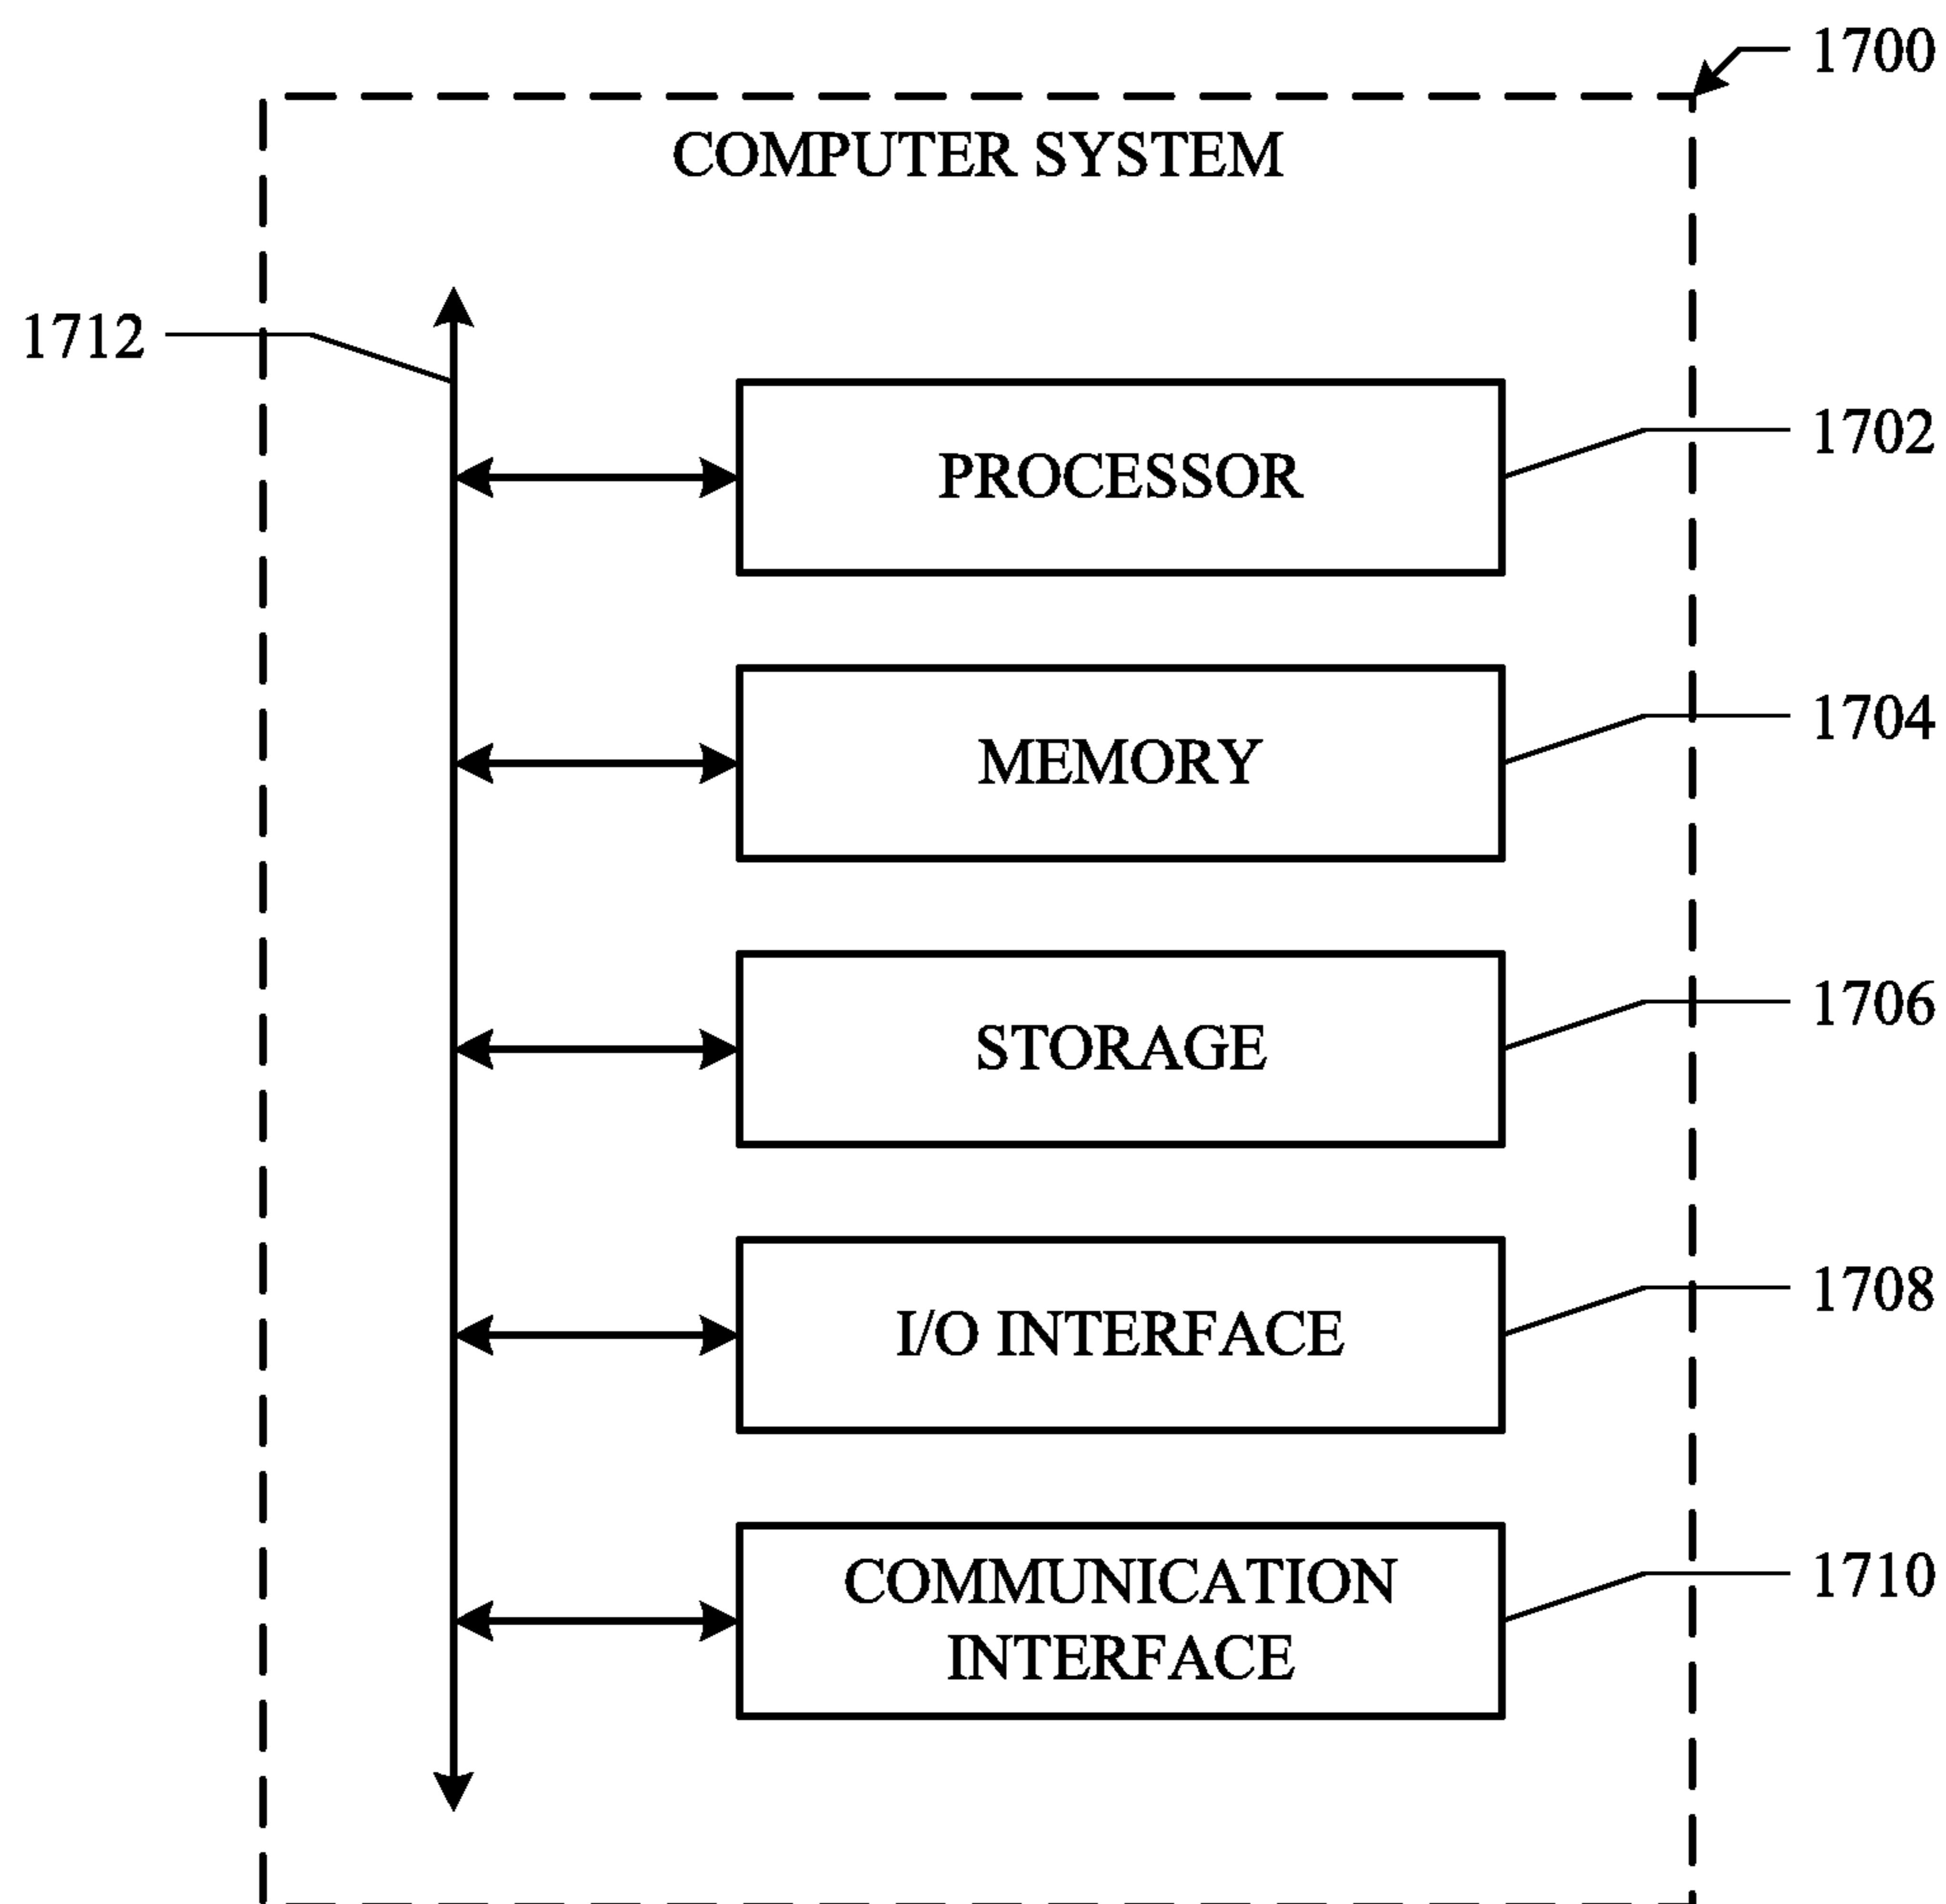 1700
COMPUTER SYSTEM
1712
PROCESSOR
1702
MEMORY
1704
STORAGE
1706
I/O INTERFACE
1708
COMMUNICATION
INTERFACE
1710